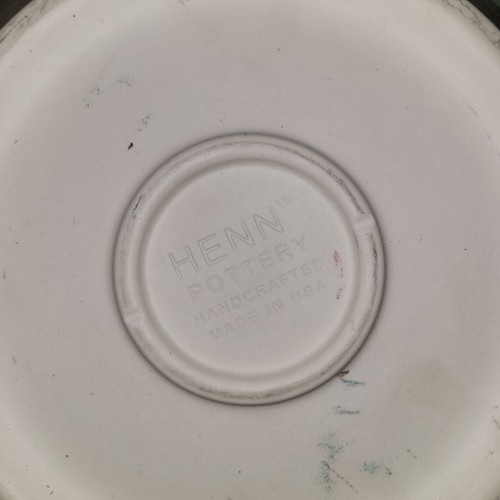 HENN™
POTTERY
HANDCRAFTED
MADE IN USA